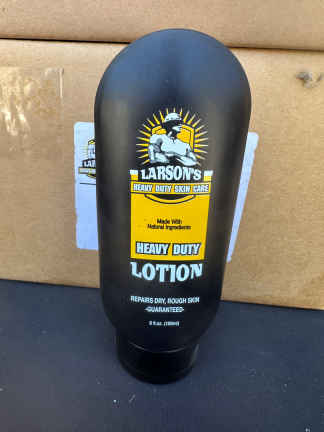 LARSON'S
HEAVY DUTY SKIN CARE
Made With
Natural Ingredients
HEAVY DUTY
LOTION
REPAIRS DRY, ROUGH SKIN
-GUARANTEED-